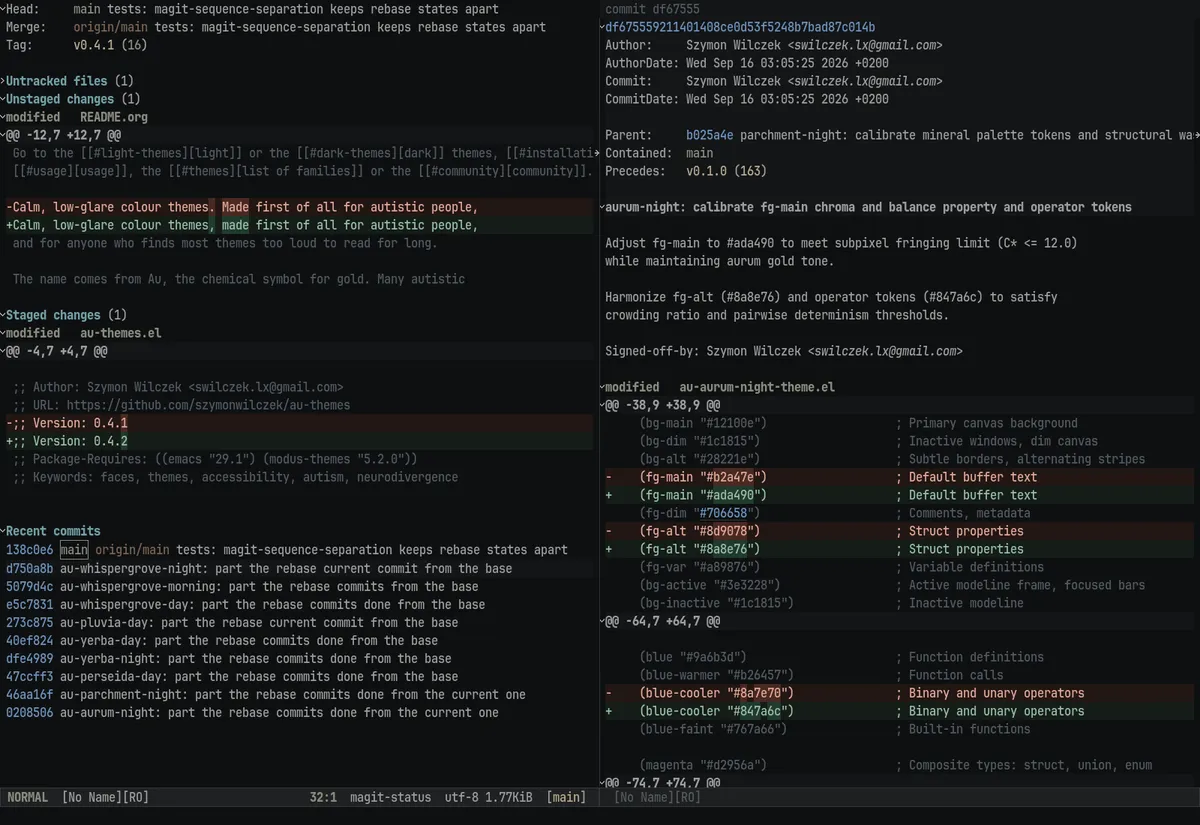 Head:     main tests: magit-sequence-separation keeps rebase states apart
Merge:    origin/main tests: magit-sequence-separation keeps rebase states apart
Tag:      v0.4.1 (16)
Untracked files (1)
Unstaged changes (1)
modified   README.org
@@ -12,7 +12,7 @@
Go to the [[#light-themes][light]] or the [[#dark-themes][dark]] themes, [[#installati
[[#usage][usage]], the [[#themes][list of families]] or the [[#community][community]].
-Calm, low-glare colour themes. Made first of all for autistic people,
+Calm, low-glare colour themes, made first of all for autistic people,
and for anyone who finds most themes too loud to read for long.
The name comes from Au, the chemical symbol for gold. Many autistic
Staged changes (1)
modified   au-themes.el
@@ -4,7 +4,7 @@
;; Author: Szymon Wilczek <swilczek.lx@gmail.com>
;; URL: https://github.com/szymonwilczek/au-themes
-;; Version: 0.4.1
+;; Version: 0.4.2
;; Package-Requires: ((emacs "29.1") (modus-themes "5.2.0"))
;; Keywords: faces, themes, accessibility, autism, neurodivergence
Recent commits
138c0e6 main origin/main tests: magit-sequence-separation keeps rebase states apart
d750a8b au-whispergrove-night: part the rebase current commit from the base
5079d4c au-whispergrove-morning: part the rebase commits from the base
e5c7831 au-whispergrove-day: part the rebase commits done from the base
273c875 au-pluvia-day: part the rebase current commit from the base
40ef824 au-yerba-day: part the rebase commits done from the base
dfe4989 au-yerba-night: part the rebase commits done from the base
47ccff3 au-perseida-day: part the rebase commits done from the base
46aa16f au-parchment-night: part the rebase commits done from the current one
0208506 au-aurum-night: part the rebase commits done from the current one
NORMAL  [No Name][RO]  32:1  magit-status  utf-8 1.77KiB  [main]
commit df67555
df675559211401408ce0d53f5248b7bad87c014b
Author:     Szymon Wilczek <swilczek.lx@gmail.com>
AuthorDate: Wed Sep 16 03:05:25 2026 +0200
Commit:     Szymon Wilczek <swilczek.lx@gmail.com>
CommitDate: Wed Sep 16 03:05:25 2026 +0200
Parent:     b025a4e parchment-night: calibrate mineral palette tokens and structural wa
Contained:  main
Precedes:   v0.1.0 (163)
aurum-night: calibrate fg-main chroma and balance property and operator tokens
Adjust fg-main to #ada490 to meet subpixel fringing limit (C* <= 12.0)
while maintaining aurum gold tone.
Harmonize fg-alt (#8a8e76) and operator tokens (#847a6c) to satisfy
crowding ratio and pairwise determinism thresholds.
Signed-off-by: Szymon Wilczek <swilczek.lx@gmail.com>
modified   au-aurum-night-theme.el
@@ -38,9 +38,9 @@
(bg-main "#12100e")  ; Primary canvas background
(bg-dim "#1c1815")  ; Inactive windows, dim canvas
(bg-alt "#28221e")  ; Subtle borders, alternating stripes
-    (fg-main "#b2a47e")  ; Default buffer text
+    (fg-main "#ada490")  ; Default buffer text
(fg-dim "#706658")  ; Comments, metadata
-    (fg-alt "#8d9078")  ; Struct properties
+    (fg-alt "#8a8e76")  ; Struct properties
(fg-var "#a89876")  ; Variable definitions
(bg-active "#3e3228")  ; Active modeline frame, focused bars
(bg-inactive "#1c1815")  ; Inactive modeline
@@ -64,7 +64,7 @@
(blue "#9a6b3d")  ; Function definitions
(blue-warmer "#b26457")  ; Function calls
-    (blue-cooler "#8a7e70")  ; Binary and unary operators
+    (blue-cooler "#847a6c")  ; Binary and unary operators
(blue-faint "#767a66")  ; Built-in functions
(magenta "#d2956a")  ; Composite types: struct, union, enum
@@ -74,7 +74,7 @@
[No Name][RO]